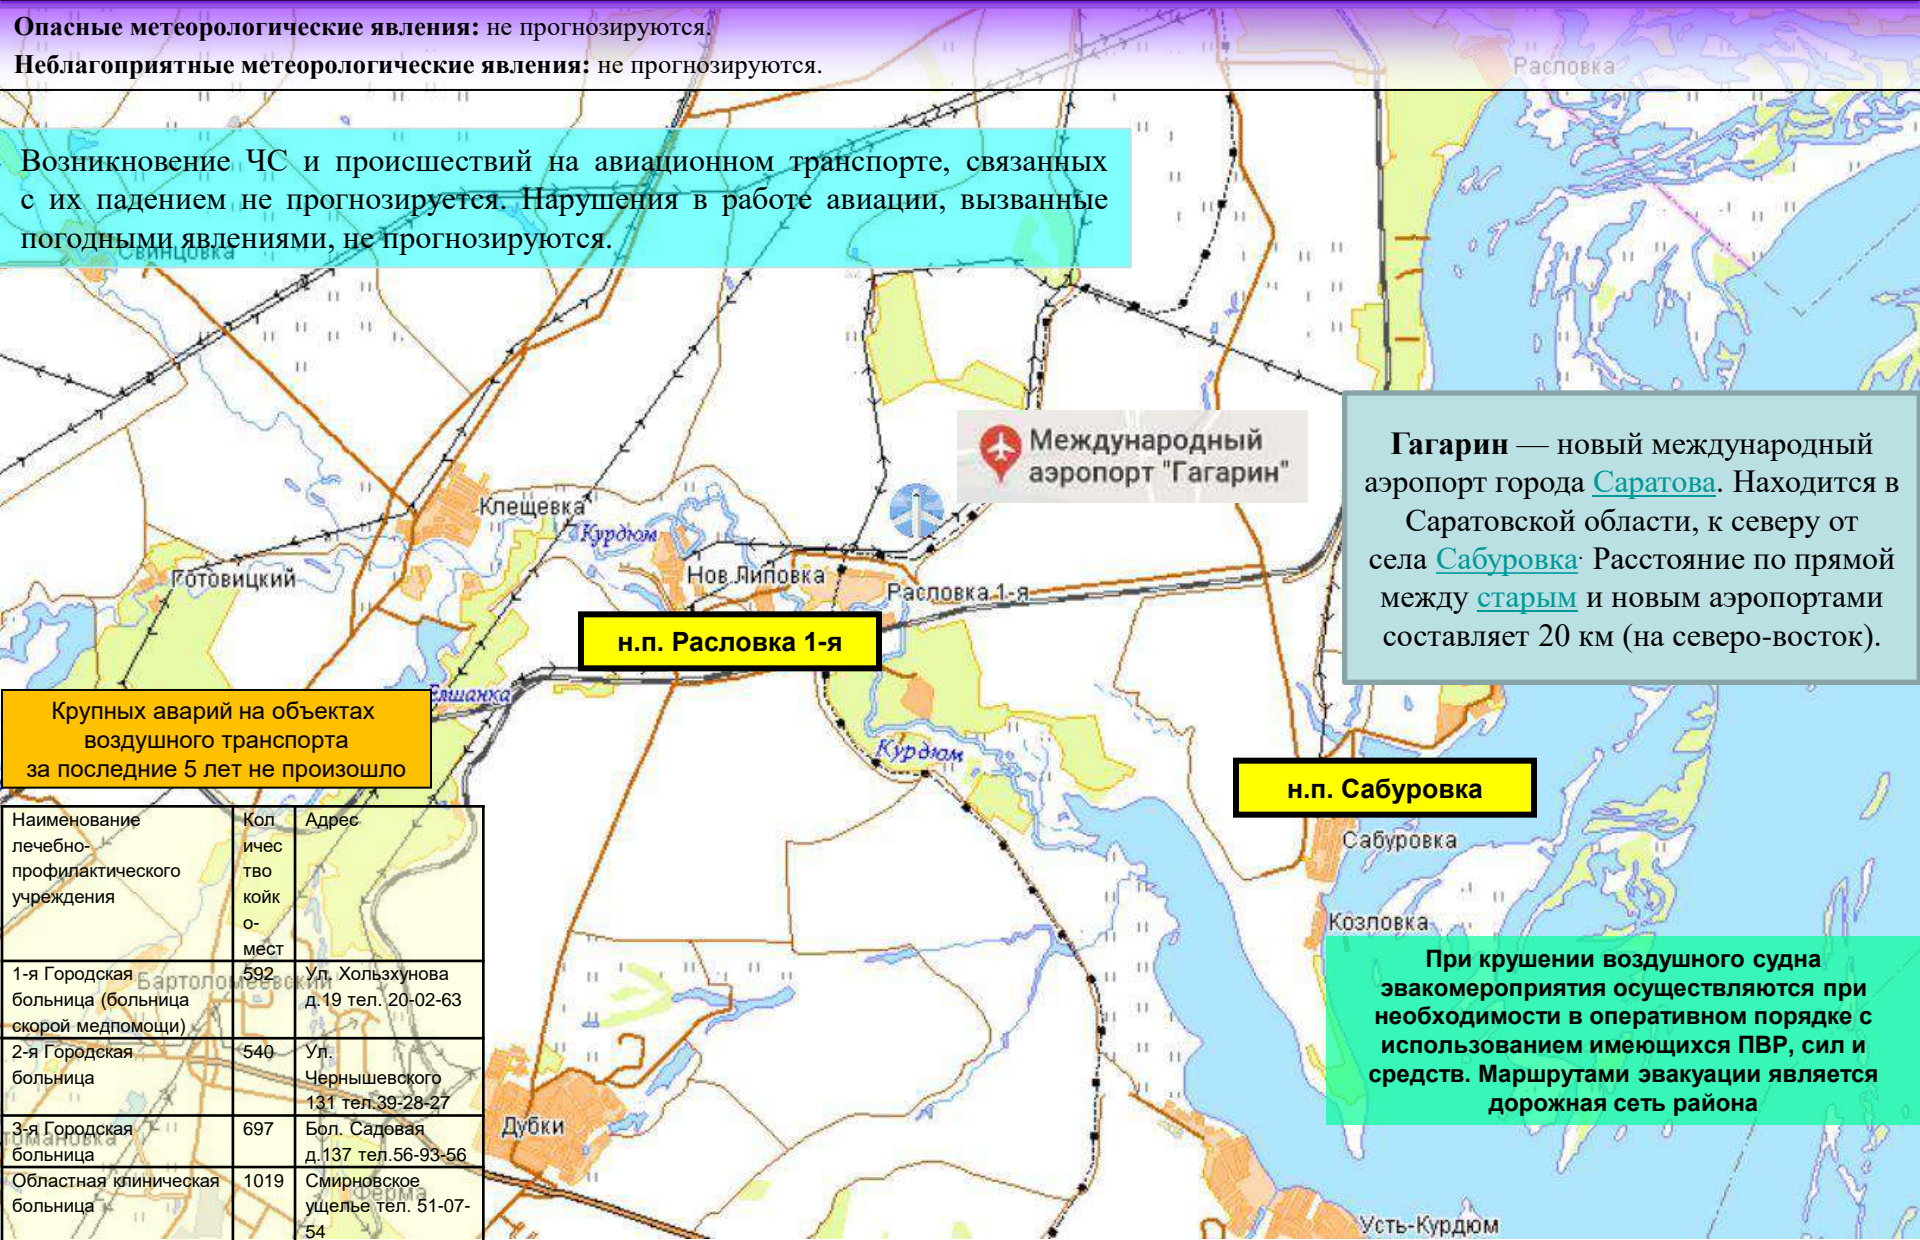 Опасные метеорологические явления: не прогнозируются.
Неблагоприятные метеорологические явления: не прогнозируются.
Расловка
Возникновение ЧС и происшествий на авиационном транспорте, связанных
с их падением не прогнозируется. Нарушения в работе авиации, вызванные
погодными явлениями, не прогнозируются.
Свинцовка
Международный
аэропорт "Гагарин"
Гагарин — новый международный
аэропорт города Саратова. Находится в
Саратовской области, к северу от
села Сабуровка. Расстояние по прямой
между старым и новым аэропортами
составляет 20 км (на северо-восток).
Клещевка
Курдюм
Готовицкий
Нов.Липовка
Расловка 1-я
н.п. Расловка 1-я
Елшанка
Крупных аварий на объектах
воздушного транспорта
за последние 5 лет не произошло
Курдюм
н.п. Сабуровка
Сабуровка
Козловка
Наименование
лечебно-
профилактического
учреждения
Кол
ичес
тво
койк
о-
мест
Адрес
1-я Городская
больница (больница
скорой медпомощи)
592
Ул. Хользхунова
д.19 тел. 20-02-63
Бартоломеевский
2-я Городская
больница
540
Ул.
Чернышевского
131 тел.39-28-27
3-я Городская
больница
697
Бол. Садовая
д.137 тел.56-93-56
Областная клиническая
больница
1019
Смирновское
ущелье тел. 51-07-
54
Ферма
Дубки
При крушении воздушного судна
эвакомероприятия осуществляются при
необходимости в оперативном порядке с
использованием имеющихся ПВР, сил и
средств. Маршрутами эвакуации является
дорожная сеть района
Усть-Курдюм